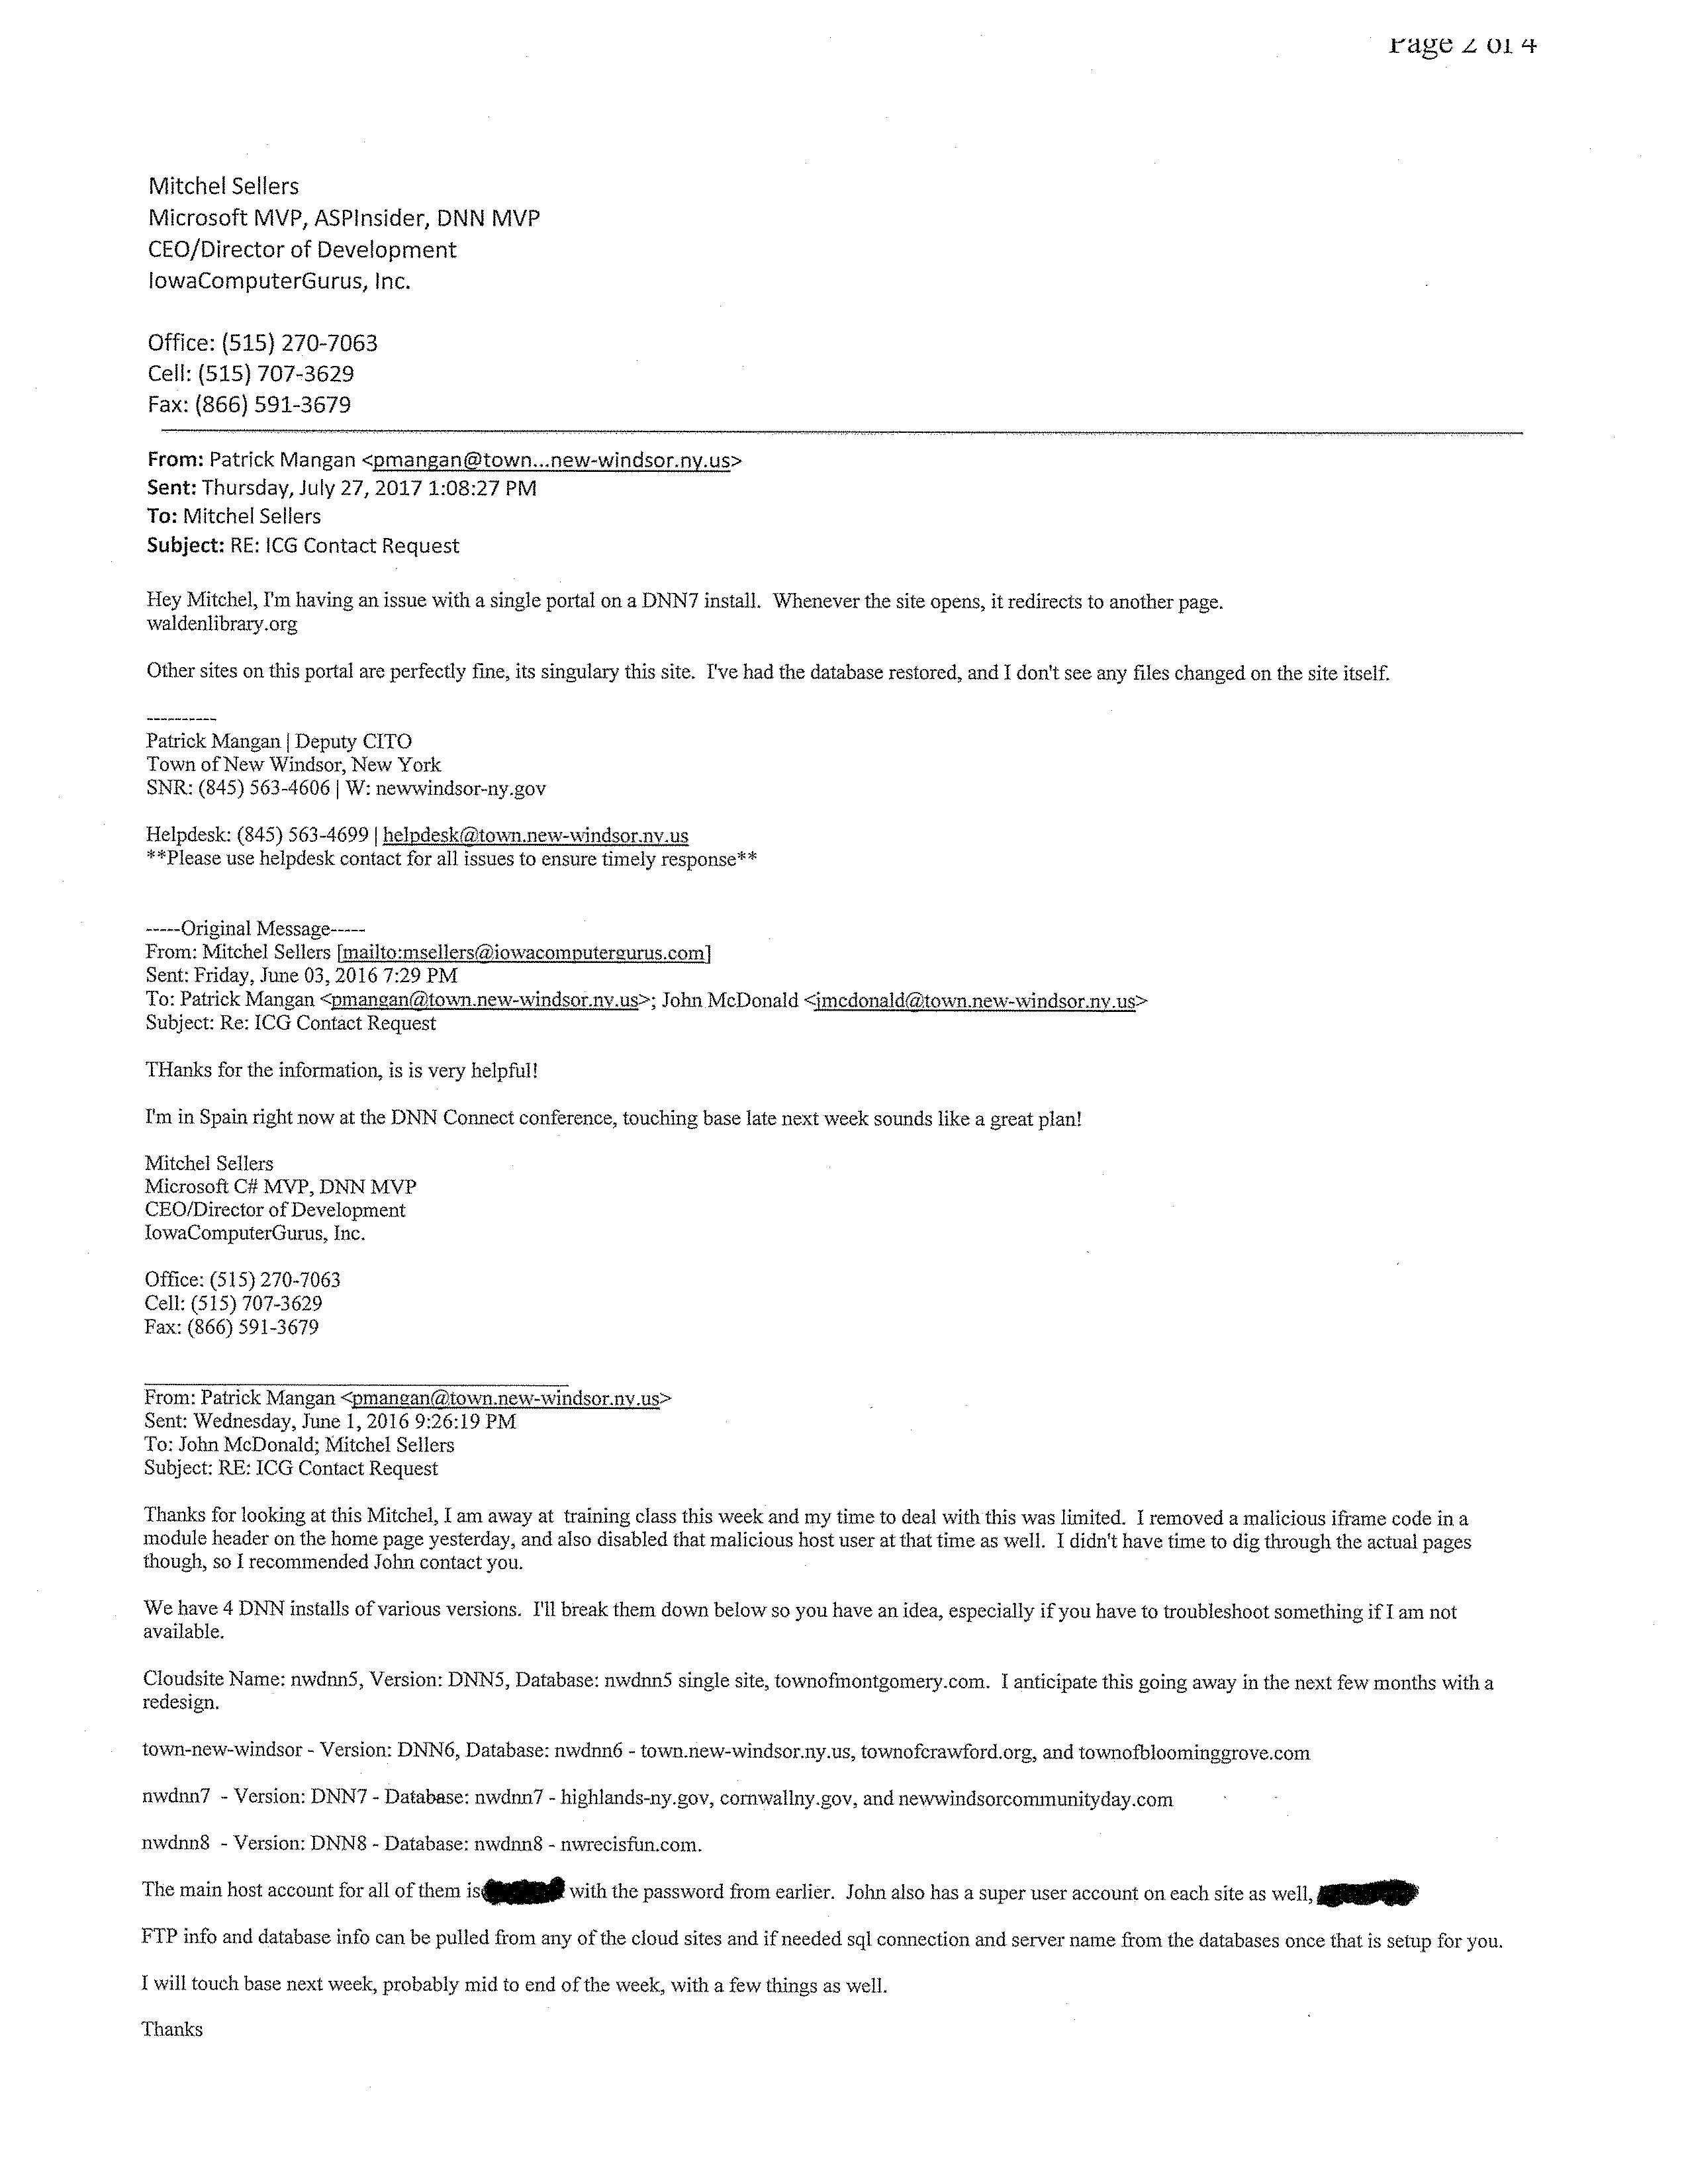 Page 2 of 4
Mitchel Sellers
Microsoft MVP, ASPInsider, DNN MVP
CEO/Director of Development
IowaComputerGurus, Inc.
Office: (515) 270-7063
Cell: (515) 707-3629
Fax: (866) 591-3679
From: Patrick Mangan <pmangan@town...new-windsor.ny.us>
Sent: Thursday, July 27, 2017 1:08:27 PM
To: Mitchel Sellers
Subject: RE: ICG Contact Request
Hey Mitchel, I'm having an issue with a single portal on a DNN7 install.  Whenever the site opens, it redirects to another page.
waldenlibrary.org
Other sites on this portal are perfectly fine, its singulary this site.  I've had the database restored, and I don't see any files changed on the site itself.
----------
Patrick Mangan | Deputy CITO
Town of New Windsor, New York
SNR: (845) 563-4606 | W: newwindsor-ny.gov
Helpdesk: (845) 563-4699 | helpdesk@town.new-windsor.ny.us
**Please use helpdesk contact for all issues to ensure timely response**
-----Original Message-----
From: Mitchel Sellers [mailto:msellers@iowacomputergurus.com]
Sent: Friday, June 03, 2016 7:29 PM
To: Patrick Mangan <pmangan@town.new-windsor.ny.us>; John McDonald <jmcdonald@town.new-windsor.ny.us>
Subject: Re: ICG Contact Request
THanks for the information, is is very helpful!
I'm in Spain right now at the DNN Connect conference, touching base late next week sounds like a great plan!
Mitchel Sellers
Microsoft C# MVP, DNN MVP
CEO/Director of Development
IowaComputerGurus, Inc.
Office: (515) 270-7063
Cell: (515) 707-3629
Fax: (866) 591-3679
From: Patrick Mangan <pmangan@town.new-windsor.ny.us>
Sent: Wednesday, June 1, 2016 9:26:19 PM
To: John McDonald; Mitchel Sellers
Subject: RE: ICG Contact Request
Thanks for looking at this Mitchel, I am away at  training class this week and my time to deal with this was limited.  I removed a malicious iframe code in a
module header on the home page yesterday, and also disabled that malicious host user at that time as well.  I didn't have time to dig through the actual pages
though, so I recommended John contact you.
We have 4 DNN installs of various versions.  I'll break them down below so you have an idea, especially if you have to troubleshoot something if I am not
available.
Cloudsite Name: nwdnn5, Version: DNN5, Database: nwdnn5 single site, townofmontgomery.com.  I anticipate this going away in the next few months with a
redesign.
town-new-windsor - Version: DNN6, Database: nwdnn6 - town.new-windsor.ny.us, townofcrawford.org, and townofbloominggrove.com
nwdnn7  - Version: DNN7 - Database: nwdnn7 - highlands-ny.gov, cornwallny.gov, and newwindsorcommunityday.com
nwdnn8  - Version: DNN8 - Database: nwdnn8 - nwrecisfun.com.
The main host account for all of them is with the password from earlier.  John also has a super user account on each site as well,
FTP info and database info can be pulled from any of the cloud sites and if needed sql connection and server name from the databases once that is setup for you.
I will touch base next week, probably mid to end of the week, with a few things as well.
Thanks